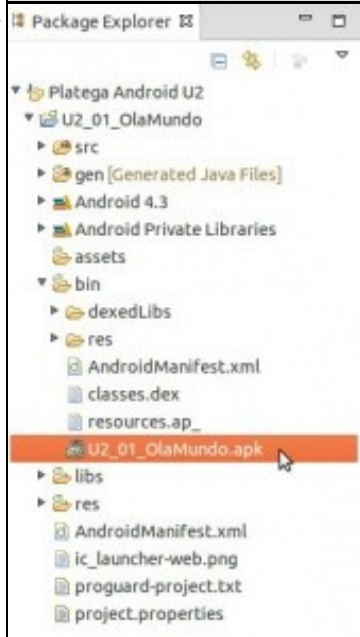 Package Explorer
Platega Android U2
U2_01_OlaMundo
src
gen [Generated Java Files]
Android 4.3
Android Private Libraries
assets
bin
dexedLibs
res
AndroidManifest.xml
classes.dex
resources.ap_
U2_01_OlaMundo.apk
libs
res
AndroidManifest.xml
ic_launcher-web.png
proguard-project.txt
project.properties